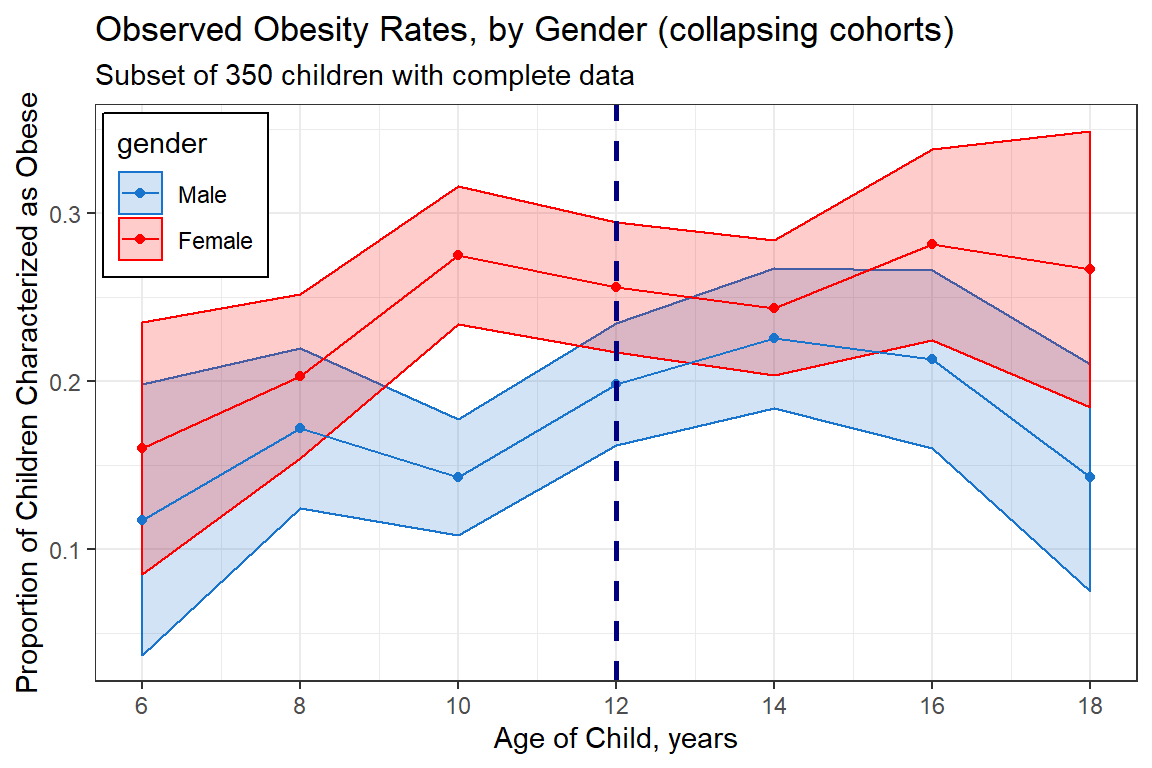 Observed Obesity Rates, by Gender (collapsing cohorts)
Subset of 350 children with complete data
Proportion of Children Characterized as Obese
gender
Male
Female
0.3
0.2
0.1
6 8 10 12 14 16 18
Age of Child, years